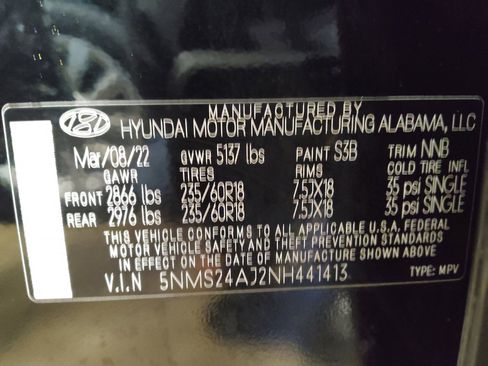 MANUFACTURED BY
HYUNDAI MOTOR MANUFACTURING ALABAMA, LLC
Mar/08/22 GVWR 5137 lbs PAINT S3B TRIM NNB
GAWR TIRES RIMS COLD TIRE INFL
FRONT 2866 lbs 235/60R18 7.5JX18 35 psi SINGLE
REAR 2976 lbs 235/60R18 7.5JX18 35 psi SINGLE
THIS VEHICLE CONFORMS TO ALL APPLICABLE U.S.A. FEDERAL
MOTOR VEHICLE SAFETY, BUMPER, AND THEFT PREVENTION STANDARDS
IN EFFECT ON THE DATE OF MANUFACTURE SHOWN ABOVE.
V.I.N 5NMS24AJ2NH441413 TYPE: MPV